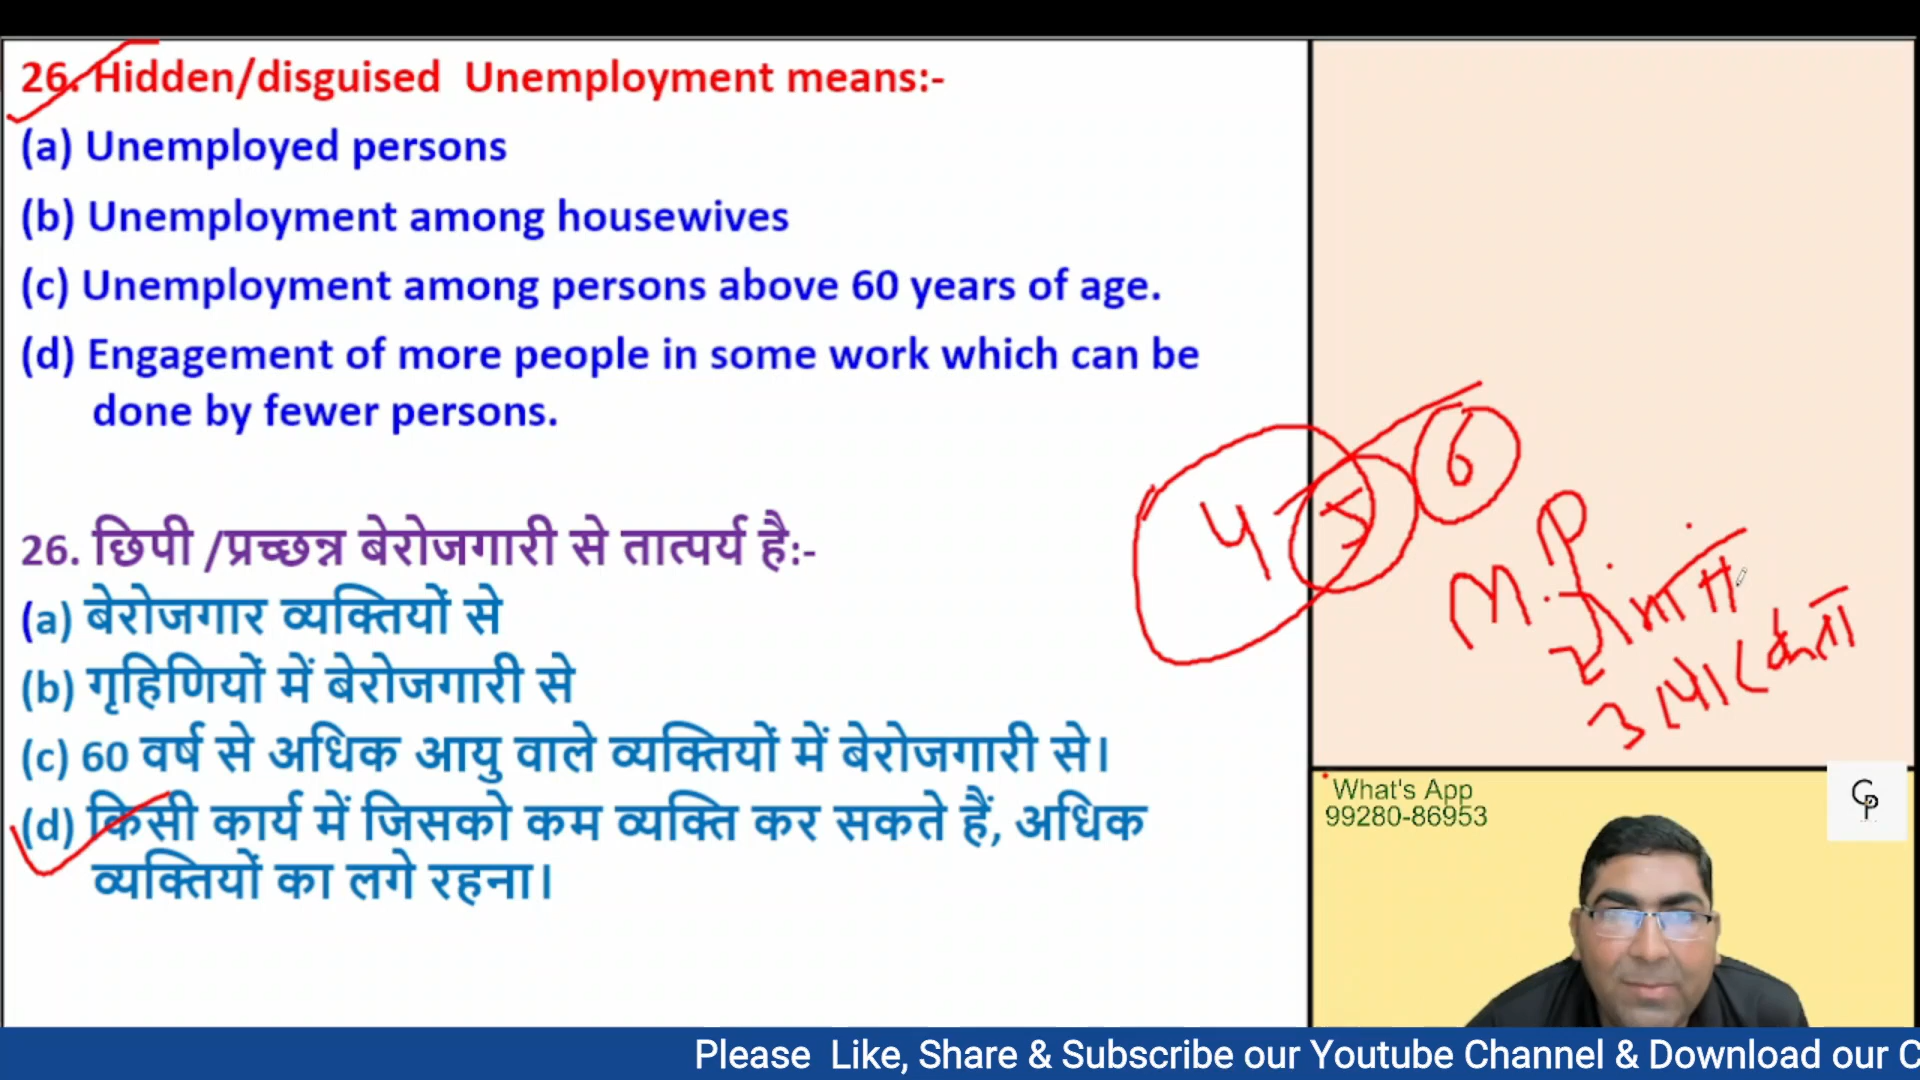 26. Hidden/disguised Unemployment means:-
(a) Unemployed persons
(b) Unemployment among housewives
(c) Unemployment among persons above 60 years of age.
(d) Engagement of more people in some work which can be
done by fewer persons.
26. छिपी /प्रच्छन्न बेरोजगारी से तात्पर्य है:-
(a) बेरोजगार व्यक्तियों से
(b) गृहिणियों में बेरोजगारी से
(c) 60 वर्ष से अधिक आयु वाले व्यक्तियों में बेरोजगारी से।
(d) किसी कार्य में जिसको कम व्यक्ति कर सकते हैं, अधिक
व्यक्तियों का लगे रहना।
4 5 6
M.P.
सीमांत
उत्पादकता
What's App
99280-86953
CP
Please Like, Share & Subscribe our Youtube Channel & Download our C